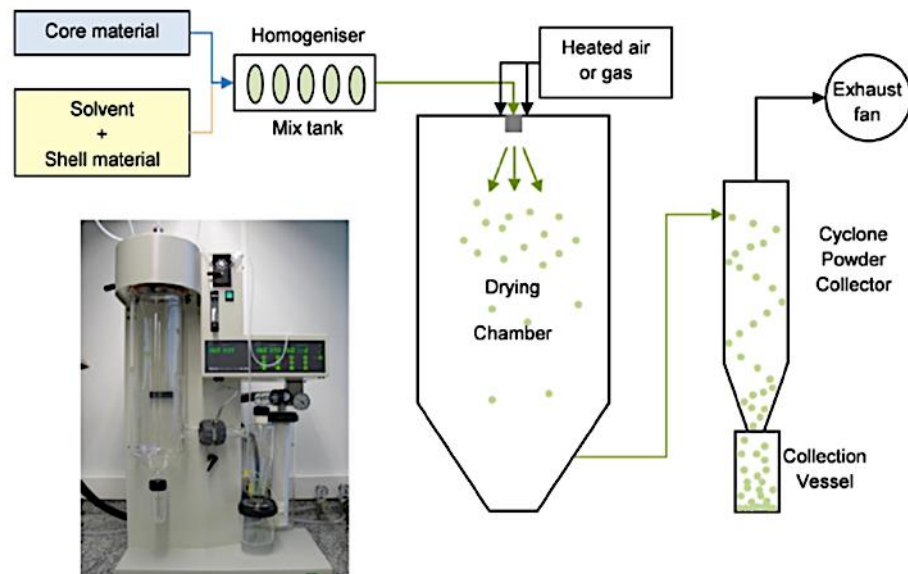 Core material
Solvent
+
Shell material
Homogeniser
Mix tank
Heated air
or gas
Exhaust
fan
Drying
Chamber
Cyclone
Powder
Collector
Collection
Vessel